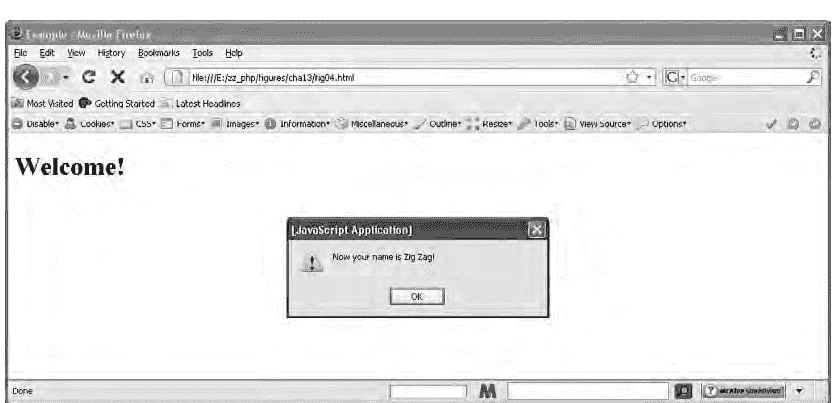 Example - Mozilla Firefox
File Edit View History Bookmarks Tools Help
file:///E:/zz_php/figures/cha13/fig04.html
Google
Most Visited Getting Started Latest Headlines
Disable Cookies CSS Forms Images Information Miscellaneous Outline Resize Tools View Source Options
Welcome!
[JavaScript Application]
Now your name is Zig Zag!
OK
Done